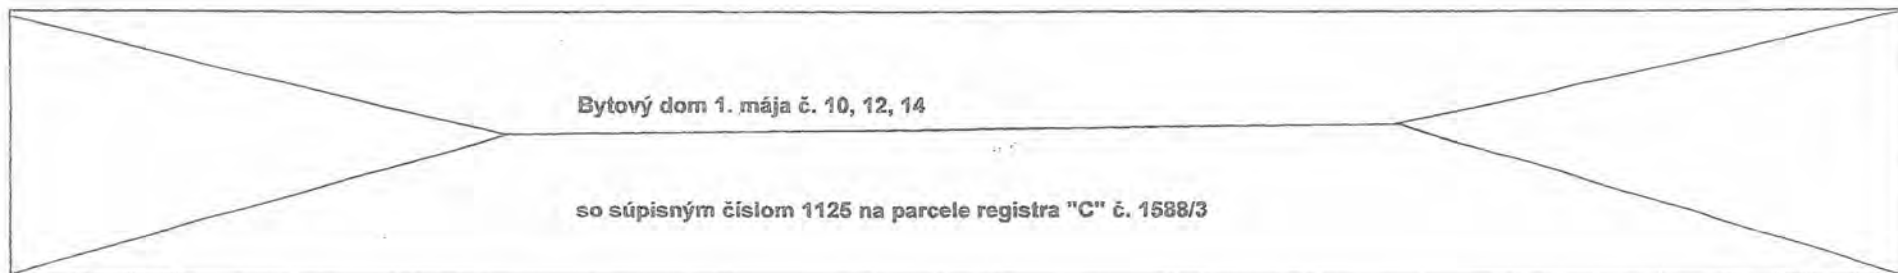 Bytový dom 1. mája č. 10, 12, 14
so súpisným číslom 1125 na parcele registra "C" č. 1588/3